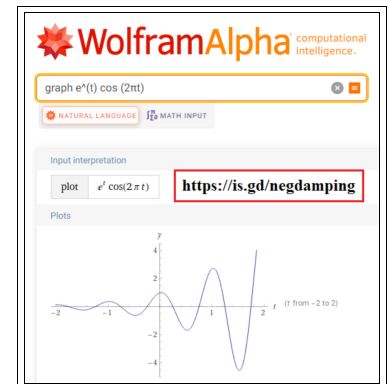 WolframAlpha computational intelligence.
graph e^(t) cos (2πt)
NATURAL LANGUAGE MATH INPUT
Input interpretation
plot e^t cos(2 π t) https://is.gd/negdamping
Plots
y
4
2
-2 -1 1 2 t (t from −2 to 2)
-2
-4